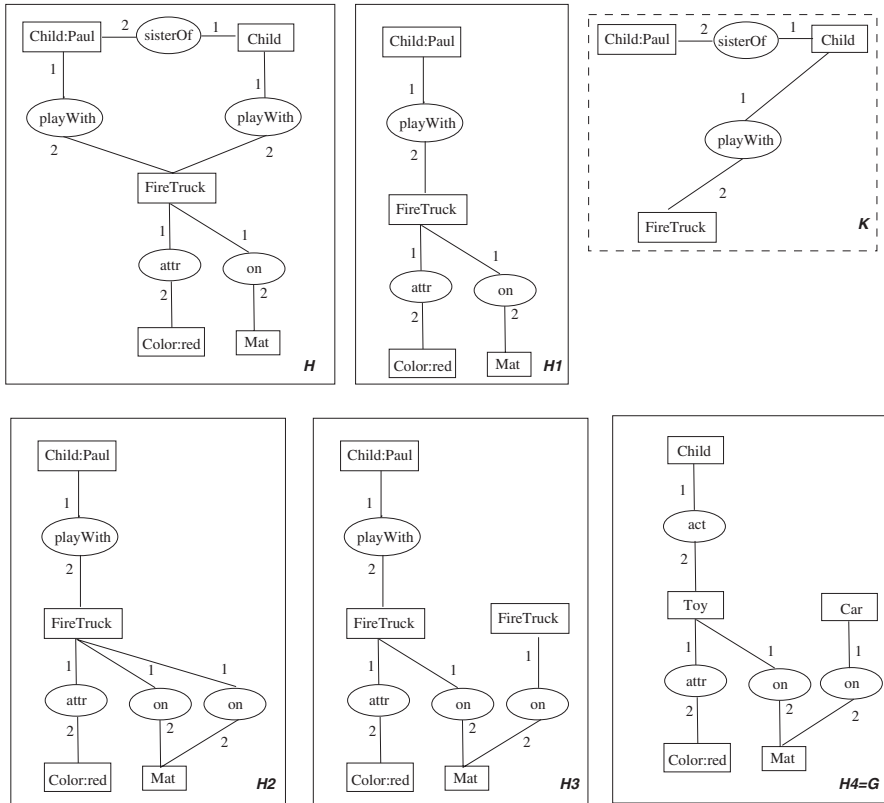 Child:Paul 2 sisterOf 1 Child
1 1
playWith playWith
2 2
FireTruck
1 1
attr on
2 2
Color:red Mat
H
Child:Paul
1
playWith
2
FireTruck
1 1
attr on
2 2
Color:red Mat
H1
Child:Paul 2 sisterOf 1 Child
1
playWith
2
FireTruck
K
Child:Paul
1
playWith
2
FireTruck
1 1 1
attr on on
2 2 2
Color:red Mat
H2
Child:Paul
1
playWith
2
FireTruck FireTruck
1 1 1
attr on on
2 2 2
Color:red Mat
H3
Child
1
act
2
Toy Car
1 1 1
attr on on
2 2 2
Color:red Mat
H4=G